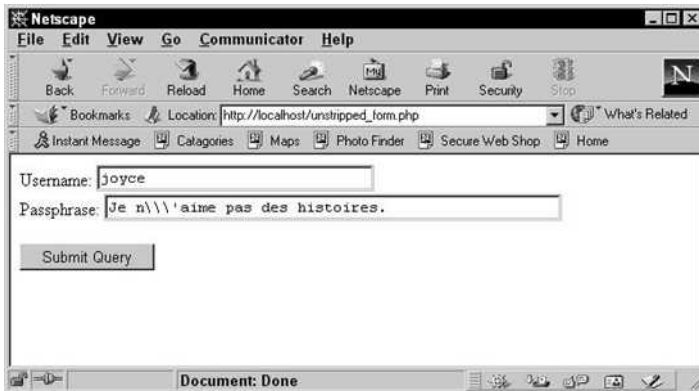 Netscape
File Edit View Go Communicator Help
Back Forward Reload Home Search Netscape Print Security Stop
My
N
Bookmarks Location: http://localhost/unstripped_form.php What's Related
Instant Message Catagories Maps Photo Finder Secure Web Shop Home
Username: joyce
Passphrase: Je n\\\'aime pas des histoires.
Submit Query
Document: Done